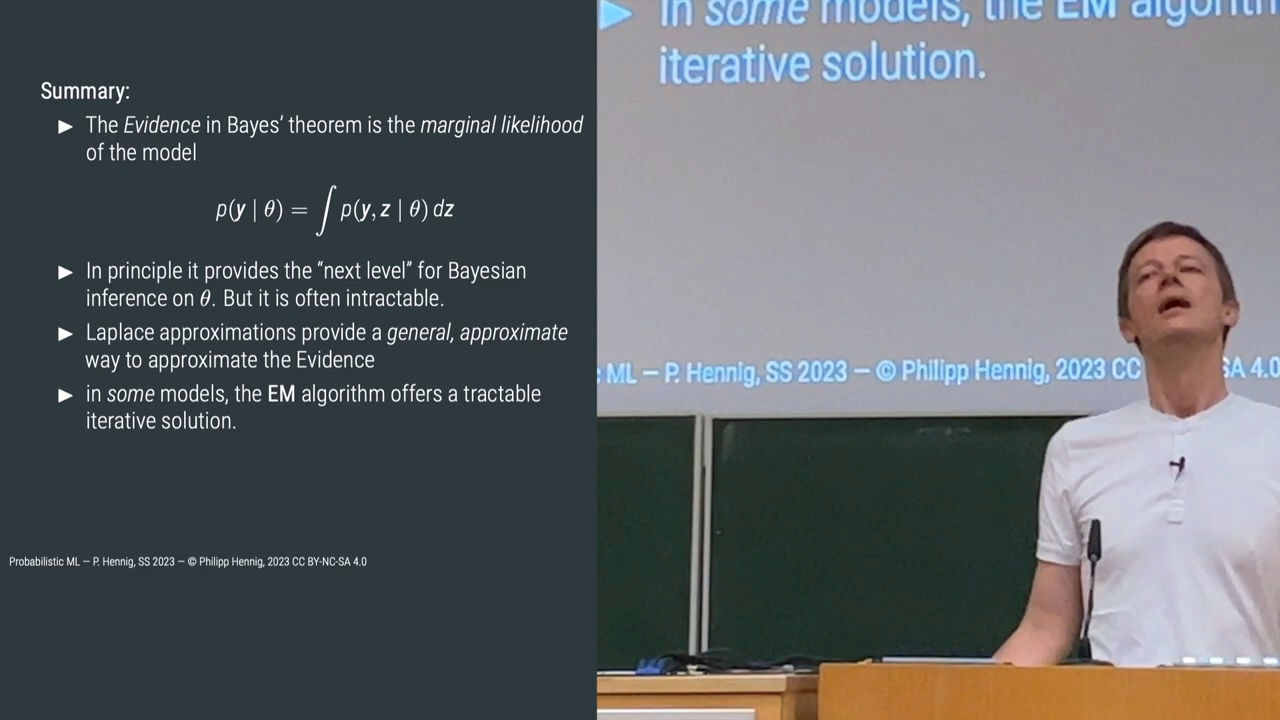 Summary:
▶ The Evidence in Bayes’ theorem is the marginal likelihood
of the model
p(y | θ) = ∫ p(y, z | θ) dz
▶ In principle it provides the “next level” for Bayesian
inference on θ. But it is often intractable.
▶ Laplace approximations provide a general, approximate
way to approximate the Evidence
▶ in some models, the EM algorithm offers a tractable
iterative solution.
Probabilistic ML — P. Hennig, SS 2023 — © Philipp Hennig, 2023 CC BY-NC-SA 4.0
▶ In some models, the EM
iterative solution.
ML — P. Hennig, SS 2023 — © Philipp Hennig, 2023 CC SA 4.0